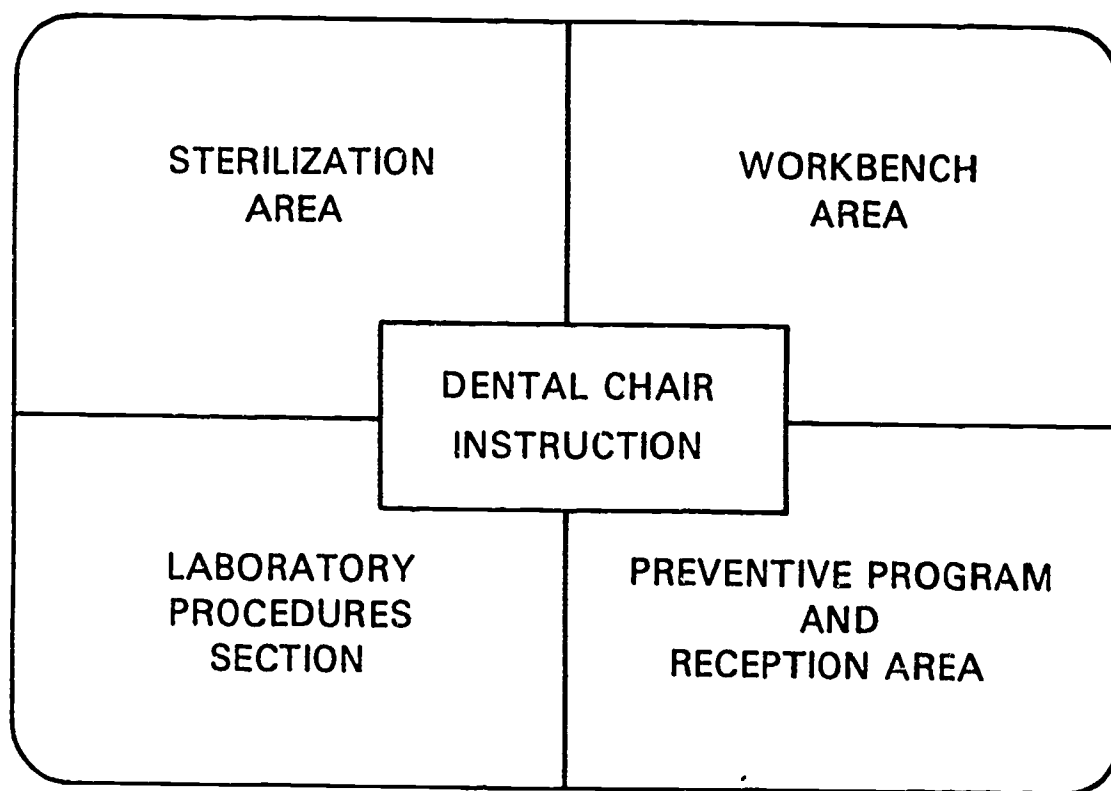 STERILIZATION
AREA
WORKBENCH
AREA
DENTAL CHAIR
INSTRUCTION
LABORATORY
PROCEDURES
SECTION
PREVENTIVE PROGRAM
AND
RECEPTION AREA